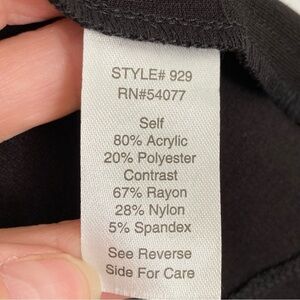 STYLE# 929
RN#54077
Self
80% Acrylic
20% Polyester
Contrast
67% Rayon
28% Nylon
5% Spandex
See Reverse
Side For Care